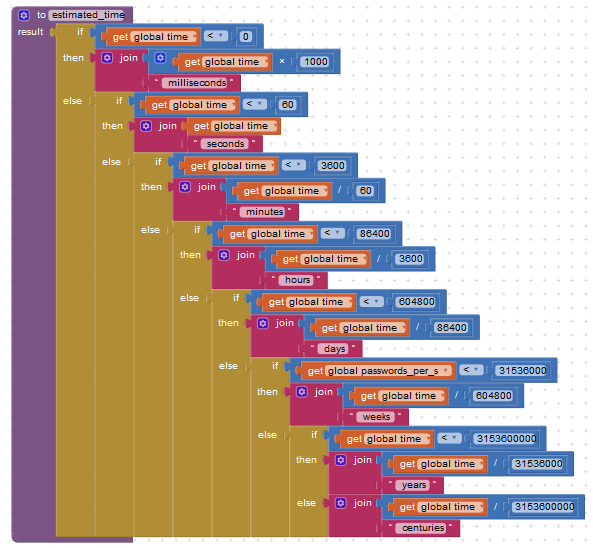 to estimated_time
result if get global time < 0
then join get global time × 1000
" milliseconds "
else if get global time < 60
then join get global time
" seconds "
else if get global time < 3600
then join get global time / 60
" minutes "
else if get global time < 86400
then join get global time / 3600
" hours "
else if get global time < 604800
then join get global time / 86400
" days "
else if get global passwords_per_s < 31536000
then join get global time / 604800
" weeks "
else if get global time < 3153600000
then join get global time / 31536000
" years "
else join get global time / 3153600000
" centuries "